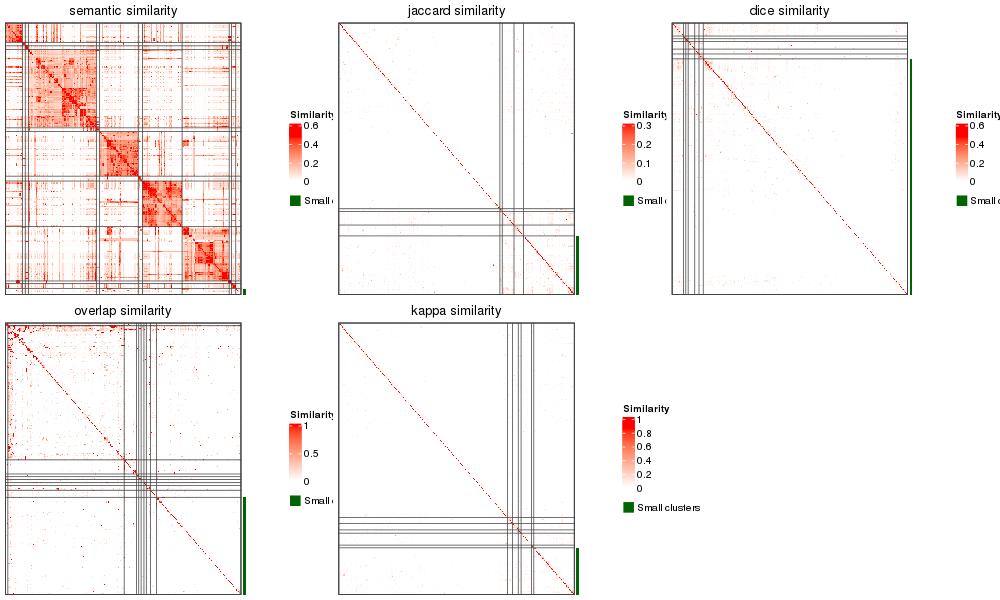 semantic similarity
Similarity
0.6
0.4
0.2
0
Small
jaccard similarity
Similarity
0.3
0.2
0.1
0
Small
dice similarity
Similarity
0.6
0.4
0.2
0
Small
overlap similarity
Similarity
1
0.5
0
Small
kappa similarity
Similarity
1
0.8
0.6
0.4
0.2
0
Small clusters